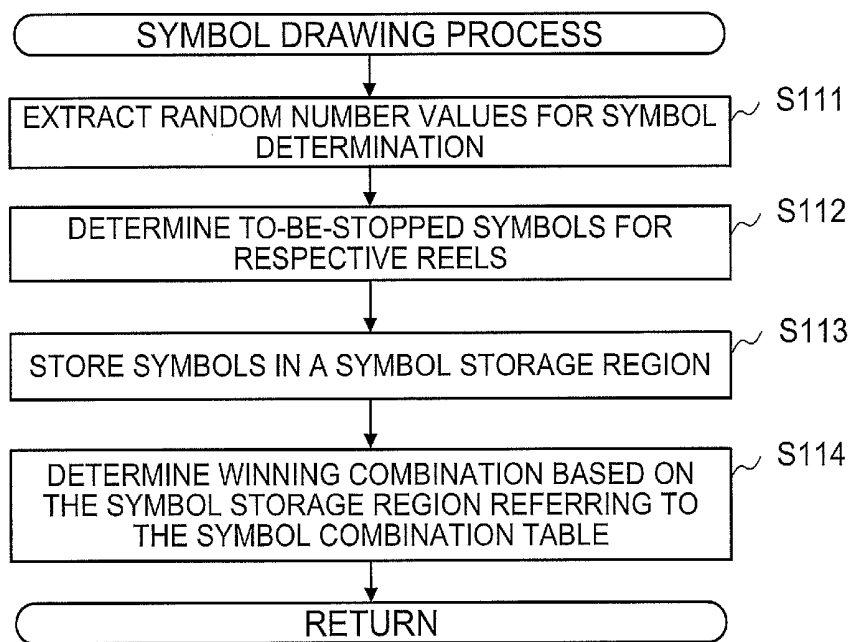 SYMBOL DRAWING PROCESS
S111
EXTRACT RANDOM NUMBER VALUES FOR SYMBOL
DETERMINATION
S112
DETERMINE TO-BE-STOPPED SYMBOLS FOR
RESPECTIVE REELS
S113
STORE SYMBOLS IN A SYMBOL STORAGE REGION
S114
DETERMINE WINNING COMBINATION BASED ON
THE SYMBOL STORAGE REGION REFERRING TO
THE SYMBOL COMBINATION TABLE
RETURN